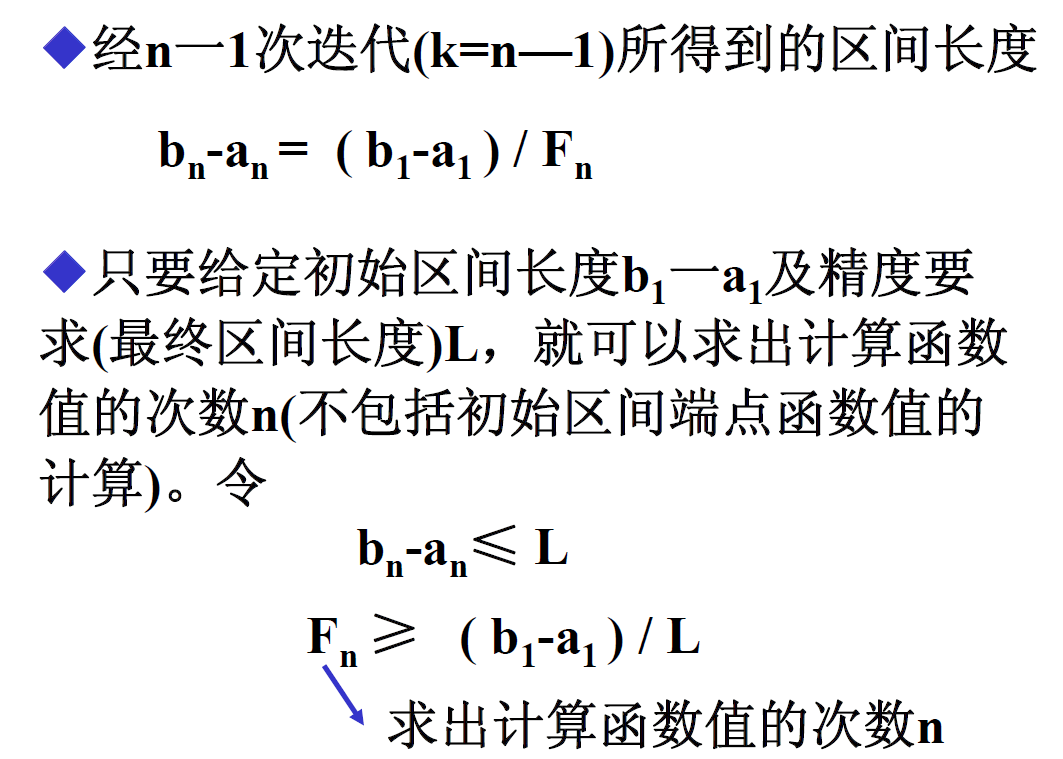 ◆经n一1次迭代(k=n—1)所得到的区间长度
bₙ-aₙ = ( b₁-a₁ ) / Fₙ
◆只要给定初始区间长度b₁一a₁及精度要
求(最终区间长度)L，就可以求出计算函数
值的次数n(不包括初始区间端点函数值的
计算)。令
bₙ-aₙ≤ L
Fₙ ≥ ( b₁-a₁ ) / L
求出计算函数值的次数n